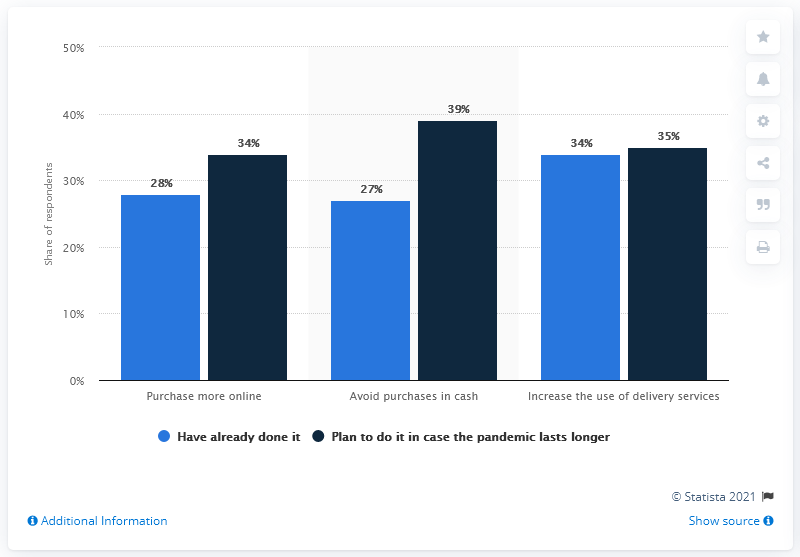 50%
40%
30%
20%
10%
0%
Share of respondents
28%
34%
27%
39%
34%
35%
Purchase more online
Avoid purchases in cash
Increase the use of delivery services
Have already done it
Plan to do it in case the pandemic lasts longer
© Statista 2021
Additional Information
Show source